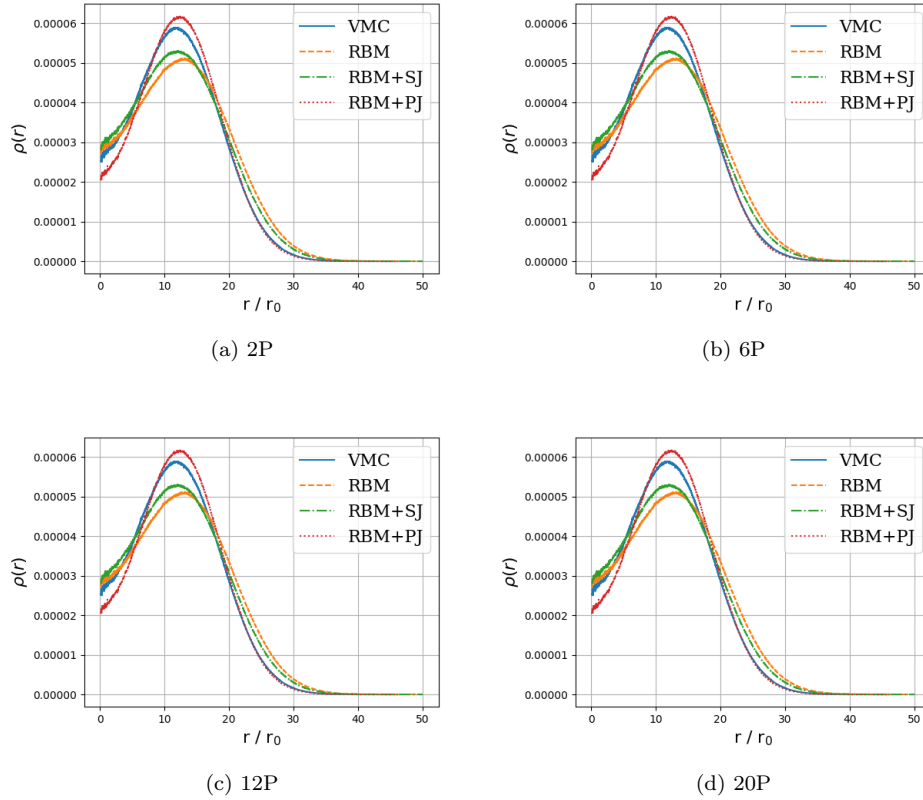 0.00006
0.00005
0.00004
0.00003
0.00002
0.00001
0.00000
ρ(r)
VMC
RBM
RBM+SJ
RBM+PJ
0 10 20 30 40 50
r / r₀
(a) 2P
0.00006
0.00005
0.00004
0.00003
0.00002
0.00001
0.00000
ρ(r)
VMC
RBM
RBM+SJ
RBM+PJ
0 10 20 30 40 50
r / r₀
(b) 6P
0.00006
0.00005
0.00004
0.00003
0.00002
0.00001
0.00000
ρ(r)
VMC
RBM
RBM+SJ
RBM+PJ
0 10 20 30 40 50
r / r₀
(c) 12P
0.00006
0.00005
0.00004
0.00003
0.00002
0.00001
0.00000
ρ(r)
VMC
RBM
RBM+SJ
RBM+PJ
0 10 20 30 40 50
r / r₀
(d) 20P